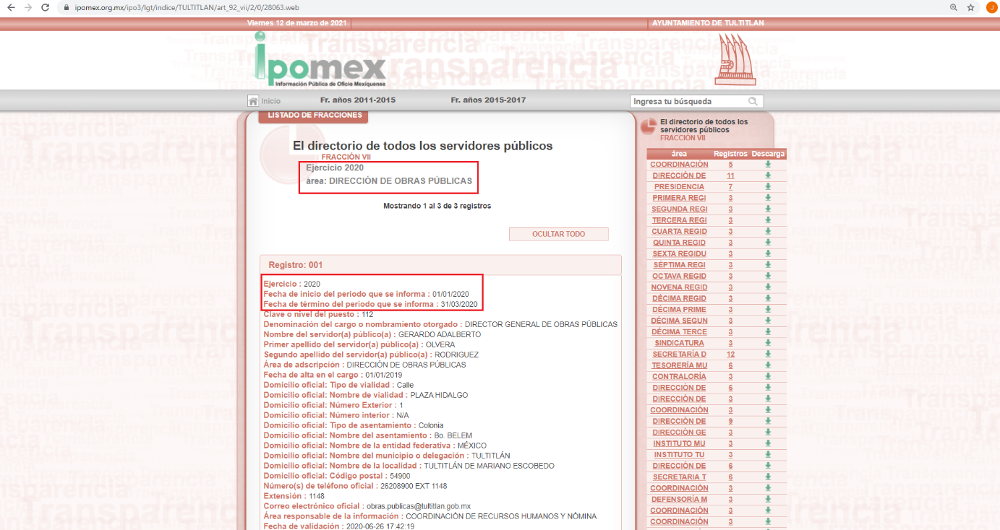 ipomex.org.mx/ipo3/lgt/indice/TULTITLAN/art_92_vii/2/0/28063.web
J
Viernes 12 de marzo de 2021
AYUNTAMIENTO DE TULTITLAN
Transparencia
ipomex
Información Pública de Oficio Mexiquense
Inicio
Fr. años 2011-2015
Fr. años 2015-2017
Ingresa tu búsqueda
LISTADO DE FRACCIONES
El directorio de todos los servidores públicos
FRACCIÓN VII
Ejercicio 2020
área: DIRECCIÓN DE OBRAS PÚBLICAS
Mostrando 1 al 3 de 3 registros
OCULTAR TODO
Registro: 001
Ejercicio : 2020
Fecha de inicio del periodo que se informa : 01/01/2020
Fecha de término del periodo que se informa : 31/03/2020
Clave o nivel del puesto : 112
Denominación del cargo o nombramiento otorgado : DIRECTOR GENERAL DE OBRAS PÚBLICAS
Nombre del servidor(a) público(a) : GERARDO ADALBERTO
Primer apellido del servidor(a) público(a) : OLVERA
Segundo apellido del servidor(a) público(a) : RODRIGUEZ
Área de adscripción : DIRECCIÓN DE OBRAS PÚBLICAS
Fecha de alta en el cargo : 01/01/2019
Domicilio oficial: Tipo de vialidad : Calle
Domicilio oficial: Nombre de vialidad : PLAZA HIDALGO
Domicilio oficial: Número Exterior : 1
Domicilio oficial: Número interior : N/A
Domicilio oficial: Tipo de asentamiento : Colonia
Domicilio oficial: Nombre del asentamiento : Bo. BELEM
Domicilio oficial: Nombre de la entidad federativa : MÉXICO
Domicilio oficial: Nombre del municipio o delegación : TULTITLÁN
Domicilio oficial: Nombre de la localidad : TULTITLÁN DE MARIANO ESCOBEDO
Domicilio oficial: Código postal : 54900
Número(s) de teléfono oficial : 26208900 EXT 1148
Extensión : 1148
Correo electrónico oficial : obras.publicas@tultitlan.gob.mx
Área responsable de la información : COORDINACIÓN DE RECURSOS HUMANOS Y NÓMINA
Fecha de validación : 2020-06-26 17:42:19
El directorio de todos los
servidores públicos
FRACCIÓN VII
área Registros Descarga
COORDINACIÓN 5
DIRECCIÓN DE 11
PRESIDENCIA 7
PRIMERA REGI 3
SEGUNDA REGI 3
TERCERA REGI 3
CUARTA REGID 3
QUINTA REGID 3
SEXTA REGIDU 3
SÉPTIMA REGI 3
OCTAVA REGID 3
NOVENA REGID 3
DÉCIMA REGID 3
DÉCIMA PRIME 3
DÉCIMA SEGUN 3
DÉCIMA TERCE 3
SINDICATURA 3
SECRETARÍA D 12
TESORERÍA MU 6
CONTRALORÍA 3
DIRECCIÓN DE 6
DIRECCIÓN DE 3
COORDINACIÓN 3
DIRECCIÓN DE 9
DIRECCIÓN GE 3
INSTITUTO MU 3
INSTITUTO TU 3
DIRECCIÓN DE 6
SECRETARIA T 6
COORDINACIÓN 3
DEFENSORÍA M 3
COORDINACIÓN 3
COORDINACIÓN 3